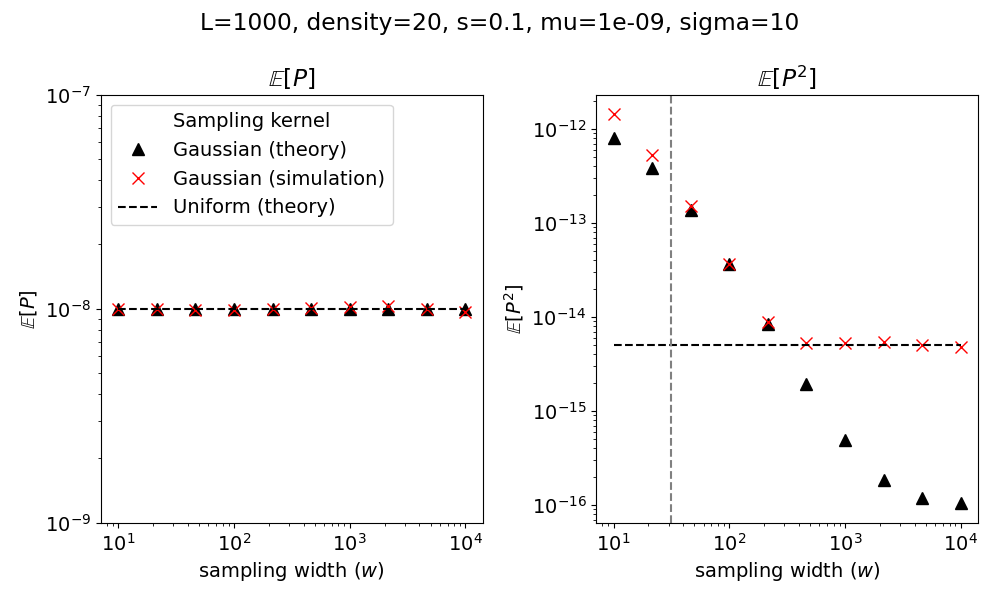 L=1000, density=20, s=0.1, mu=1e-09, sigma=10
𝔼[P]
𝔼[P]
10⁻⁷
10⁻⁸
10⁻⁹
Sampling kernel
Gaussian (theory)
Gaussian (simulation)
Uniform (theory)
10¹
10²
10³
10⁴
sampling width (w)
𝔼[P²]
𝔼[P²]
10⁻¹²
10⁻¹³
10⁻¹⁴
10⁻¹⁵
10⁻¹⁶
10¹
10²
10³
10⁴
sampling width (w)